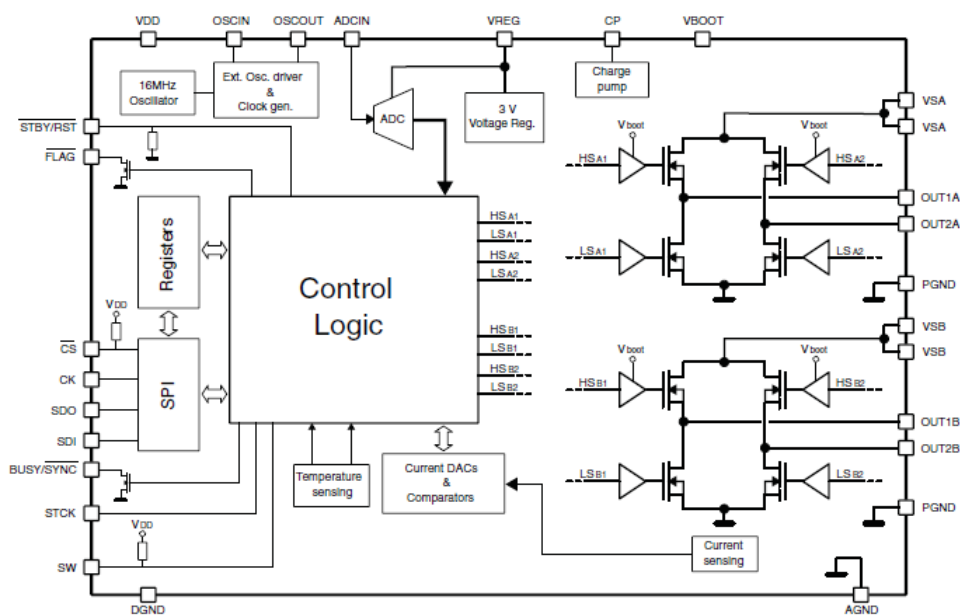 VDD
OSCIN
OSCOUT
ADCIN
VREG
CP
VBOOT
16MHz
Oscillator
Ext. Osc. driver
&
Clock gen.
ADC
3 V
Voltage Reg.
Charge
pump
STBY/RST
FLAG
Registers
VDD
CS
CK
SDO
SDI
SPI
BUSY/SYNC
STCK
VDD
SW
DGND
Control
Logic
HSA1
LSA1
HSA2
LSA2
HSB1
LSB1
HSB2
LSB2
Temperature
sensing
Current DACs
&
Comparators
Current
sensing
Vboot
Vboot
HSA1
HSA2
LSA1
LSA2
VSA
VSA
OUT1A
OUT2A
PGND
Vboot
Vboot
HSB1
HSB2
LSB1
LSB2
VSB
VSB
OUT1B
OUT2B
PGND
AGND